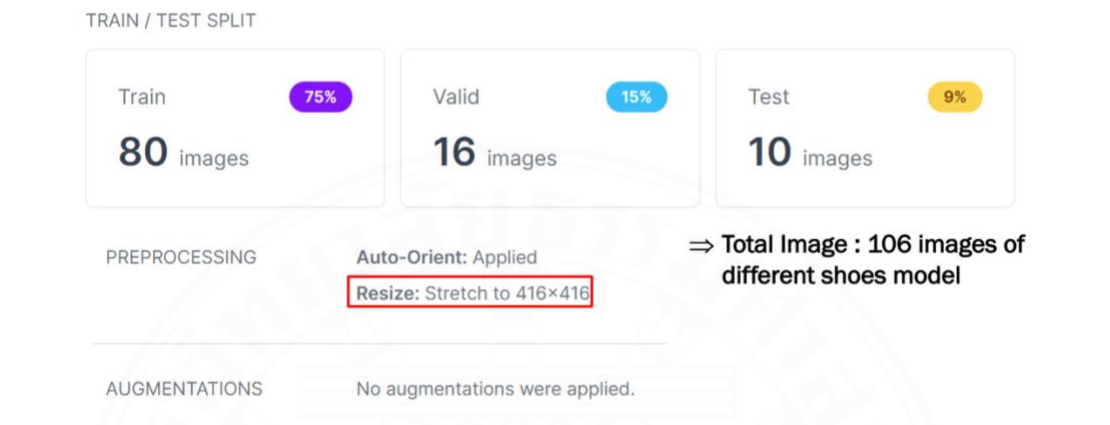 TRAIN / TEST SPLIT
Train 75%
80 images
Valid 15%
16 images
Test 9%
10 images
PREPROCESSING
Auto-Orient: Applied
Resize: Stretch to 416×416
⇒ Total Image : 106 images of
different shoes model
AUGMENTATIONS
No augmentations were applied.